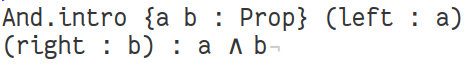 And.intro {a b : Prop} (left : a)
(right : b) : a ∧ b¬